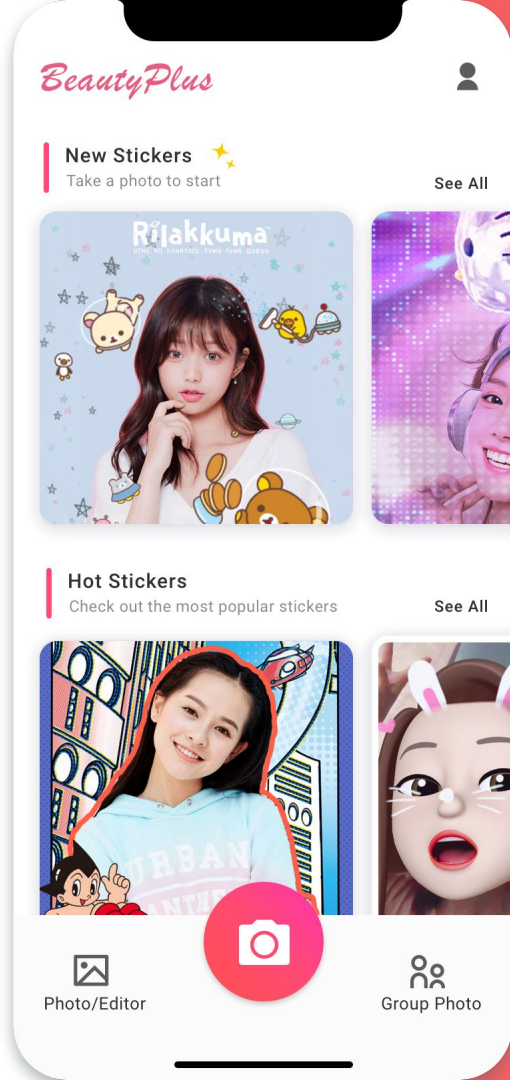 BeautyPlus
New Stickers
Take a photo to start
See All
Rilakkuma
Hot Stickers
Check out the most popular stickers
See All
URBAN
PANTHE
Photo/Editor
Group Photo